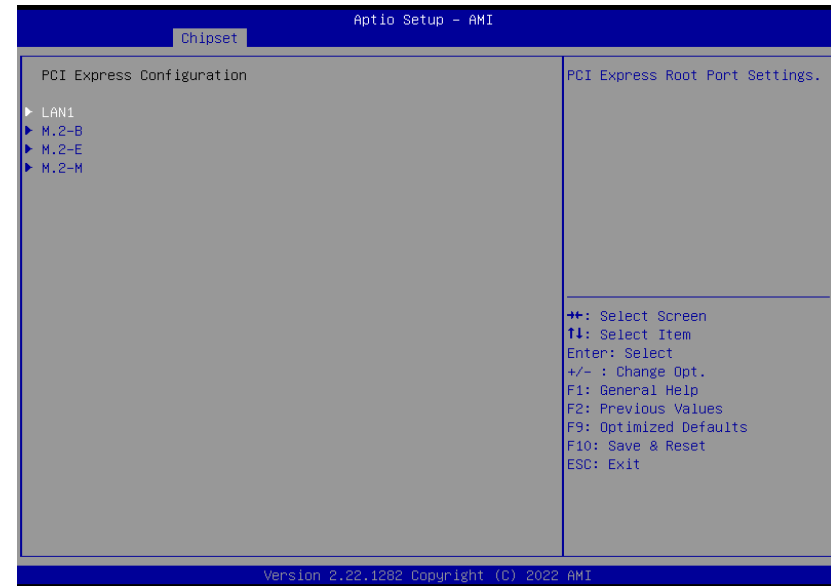 Aptio Setup – AMI
Chipset
PCI Express Configuration
LAN1
M.2-B
M.2-E
M.2-M
PCI Express Root Port Settings.
→←: Select Screen
↑↓: Select Item
Enter: Select
+/- : Change Opt.
F1: General Help
F2: Previous Values
F9: Optimized Defaults
F10: Save & Reset
ESC: Exit
Version 2.22.1282 Copyright (C) 2022 AMI